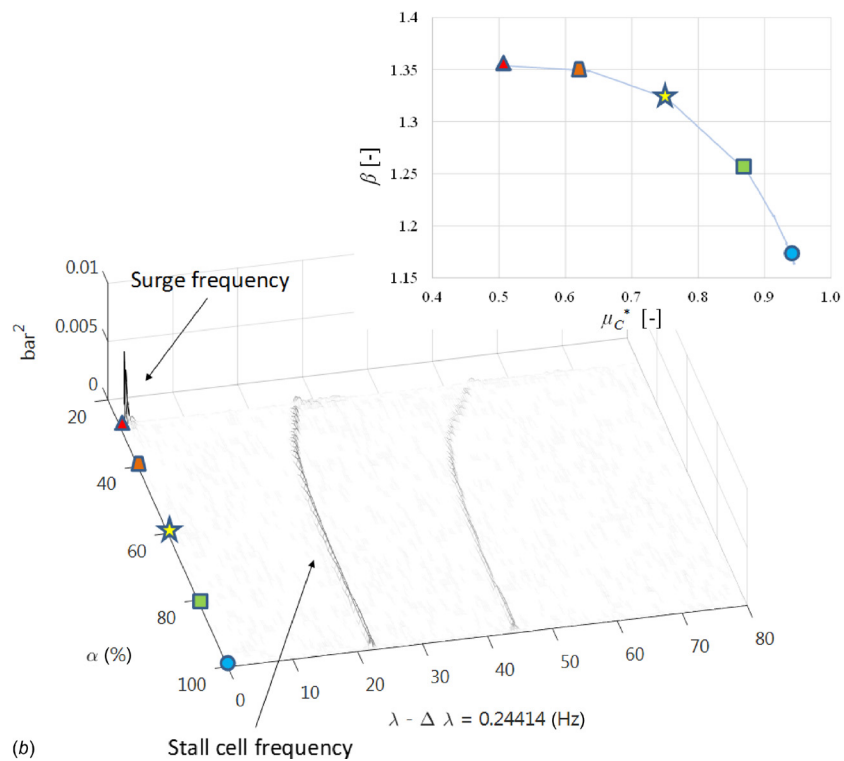 1.4
1.35
1.3
1.25
1.2
1.15
β [-]
0.4 0.5 0.6 0.7 0.8 0.9 1.0
μC* [-]
Surge frequency
0.01
0.005
0
bar²
20
40
60
80
100
α (%)
0 10 20 30 40 50 60 70 80
λ - Δ λ = 0.24414 (Hz)
Stall cell frequency
(b)